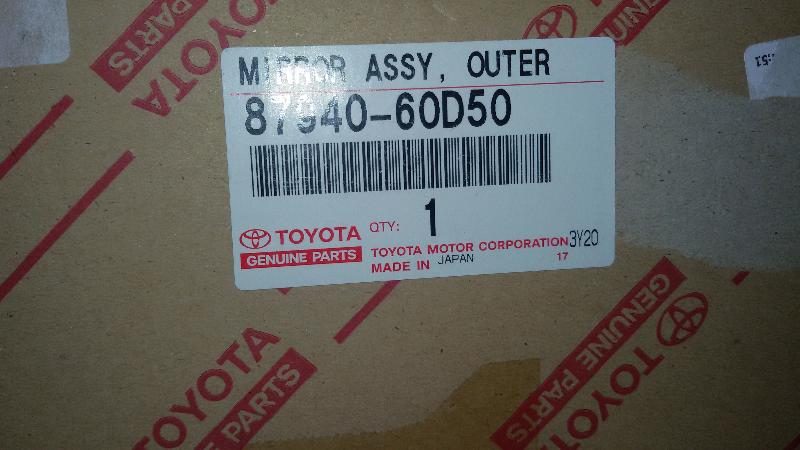 GENUINE PARTS
TOYOTA
GENUINE
MIRROR ASSY, OUTER
87940-60D50
TOYOTA
GENUINE PARTS
QTY: 1
TOYOTA MOTOR CORPORATION 3Y20
MADE IN JAPAN 17
TOYOTA
GENUINE PARTS
TOYOTA
GENUINE PARTS